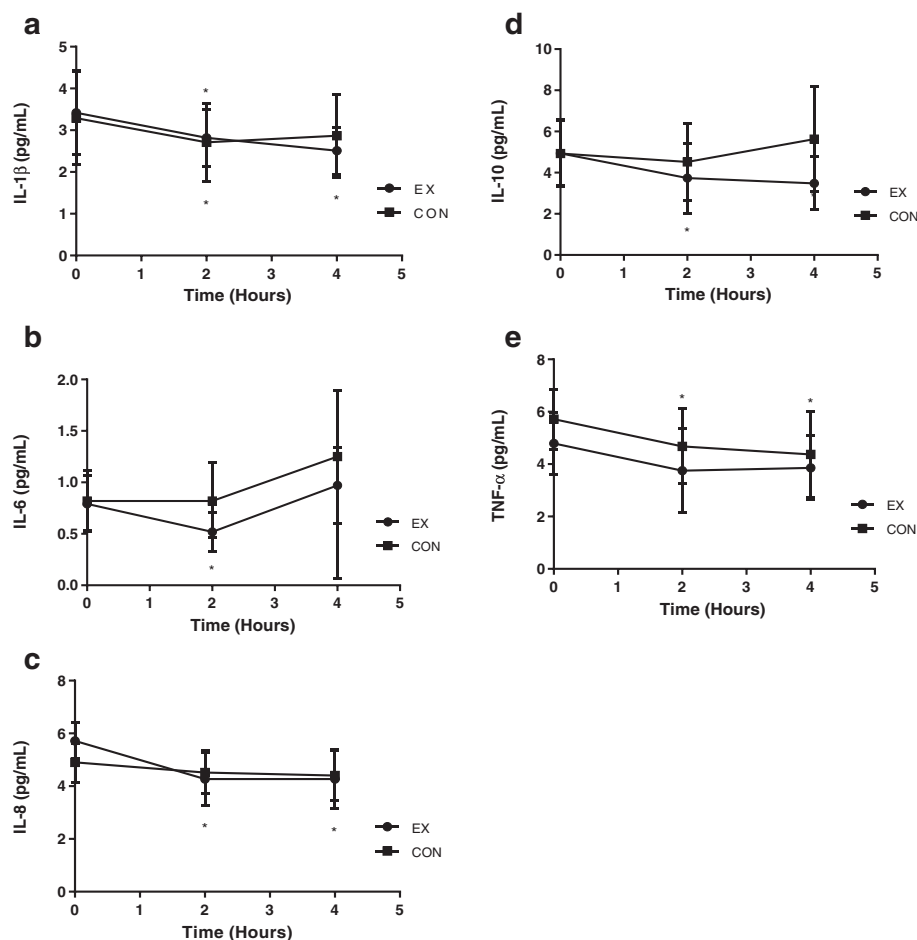 a
5
4
3
2
1
0
IL-1β (pg/mL)
*
*
*
EX
CON
0 1 2 3 4 5
Time (Hours)
b
2.0
1.5
1.0
0.5
0.0
IL-6 (pg/mL)
*
EX
CON
0 1 2 3 4 5
Time (Hours)
c
8
6
4
2
0
IL-8 (pg/mL)
* *
EX
CON
0 1 2 3 4 5
Time (Hours)
d
10
8
6
4
2
0
IL-10 (pg/mL)
*
EX
CON
0 1 2 3 4 5
Time (Hours)
e
8
6
4
2
0
TNF-α (pg/mL)
* *
EX
CON
0 1 2 3 4 5
Time (Hours)